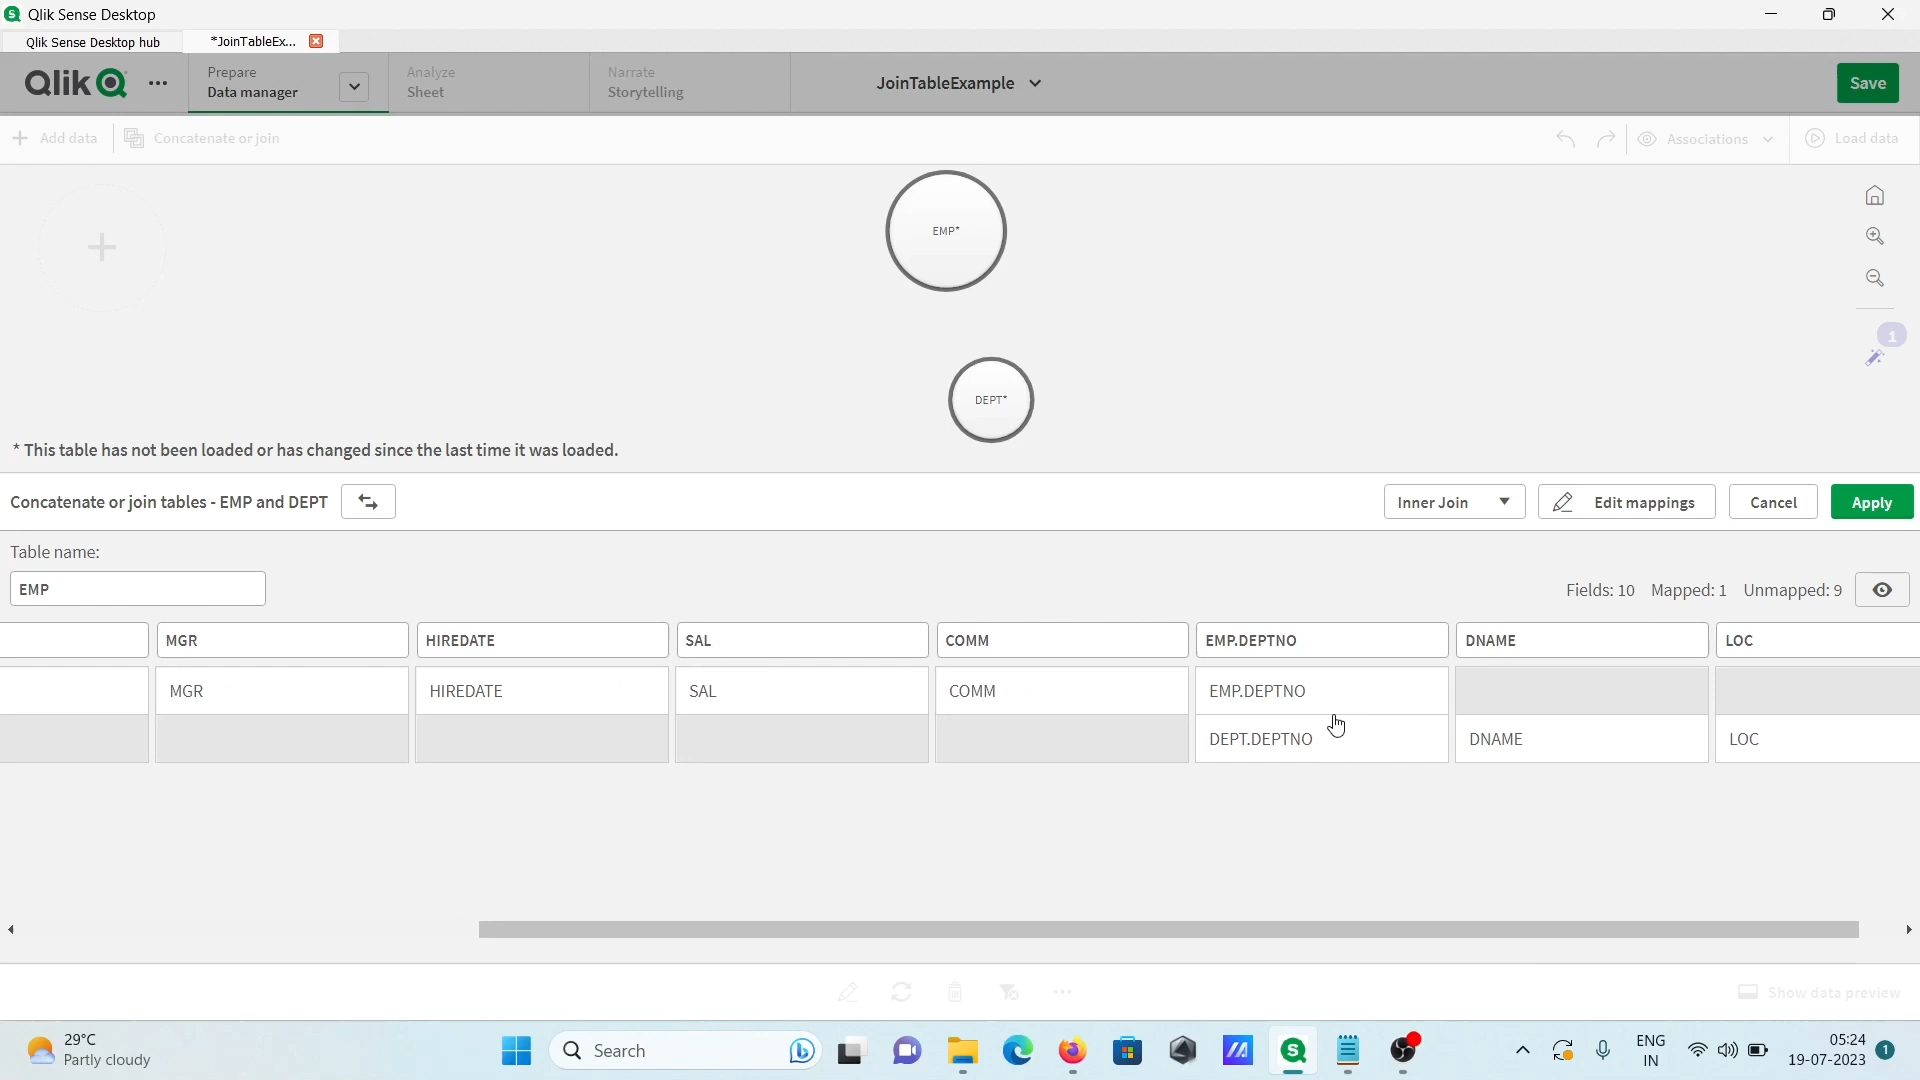 Qlik Sense Desktop
Qlik Sense Desktop hub
*JoinTableEx...
Qlik
Prepare
Data manager
Analyze
Sheet
Narrate
Storytelling
JoinTableExample
Save
Add data
Concatenate or join
Associations
Load data
EMP*
1
DEPT*
* This table has not been loaded or has changed since the last time it was loaded.
Concatenate or join tables - EMP and DEPT
Inner Join
Edit mappings
Cancel
Apply
Table name:
EMP
Fields: 10 Mapped: 1 Unmapped: 9
MGR HIREDATE SAL COMM EMP.DEPTNO DNAME LOC
MGR HIREDATE SAL COMM EMP.DEPTNO
DEPT.DEPTNO DNAME LOC
Show data preview
29°C
Partly cloudy
Search
ENG
IN
05:24
19-07-2023
1